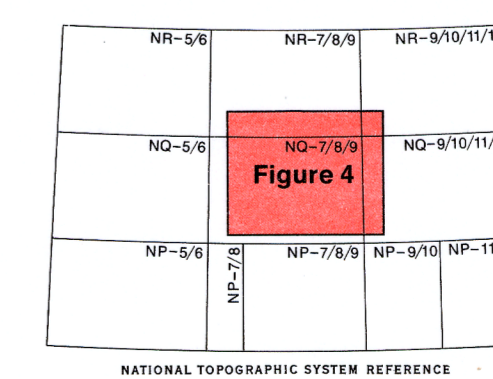 NR-5/6 NR-7/8/9 NR-9/10/11/1
NQ-5/6 NQ-7/8/9 NQ-9/10/11/
Figure 4
NP-5/6 NP-7/8 NP-7/8/9 NP-9/10 NP-11
NATIONAL TOPOGRAPHIC SYSTEM REFERENCE